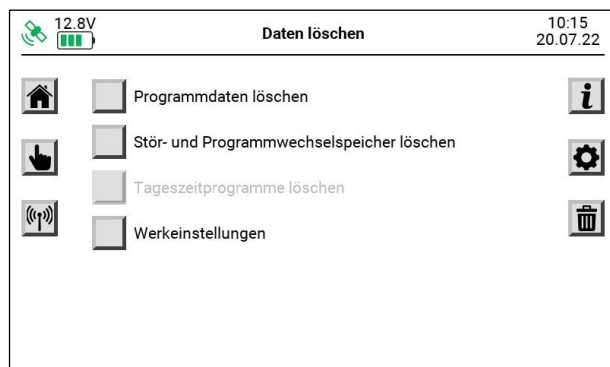 12.8V
Daten löschen
10:15
20.07.22
Programmdaten löschen
Stör- und Programmwechselspeicher löschen
Tageszeitprogramme löschen
Werkeinstellungen